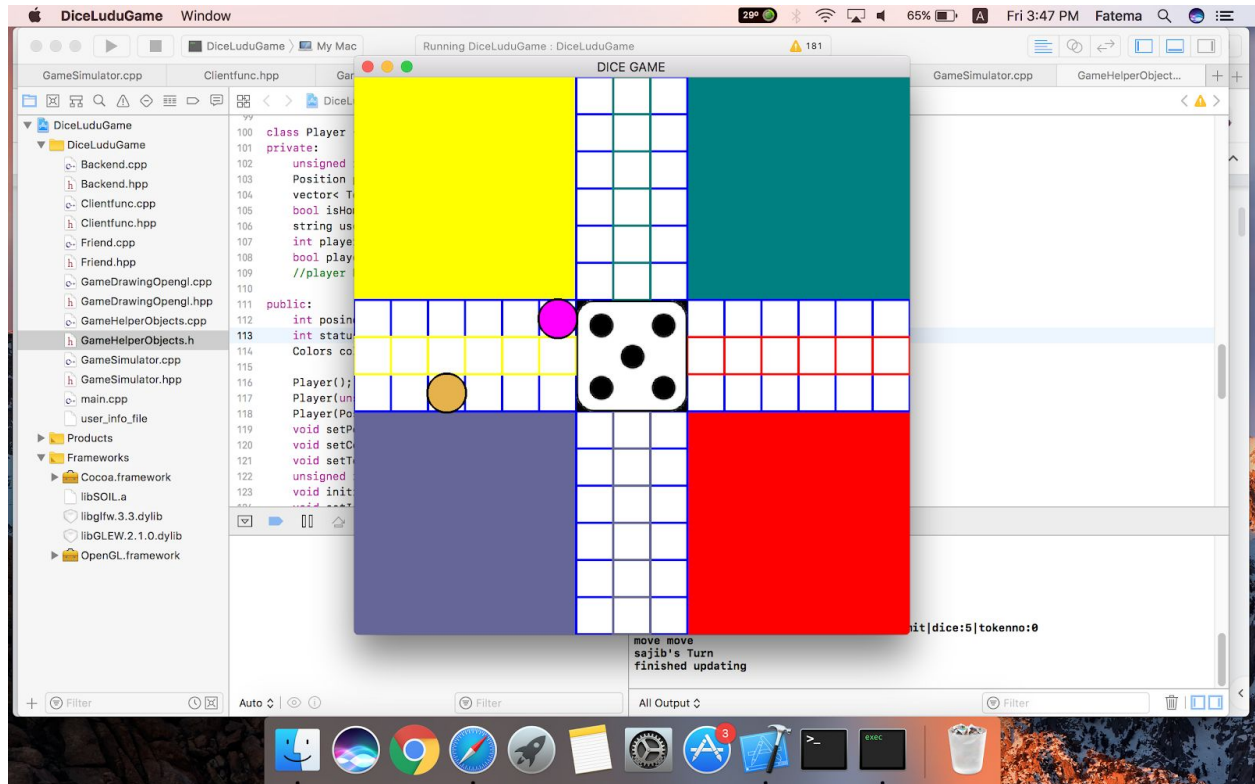 DiceLuduGame Window 29° 65% A Fri 3:47 PM Fatema
DiceLuduGame My Mac Running DiceLuduGame : DiceLuduGame 181
DICE GAME
GameSimulator.cpp Clientfunc.hpp GameSimulator.cpp GameHelperObject...
DiceLuduGame
DiceLuduGame
Backend.cpp
Backend.hpp
Clientfunc.cpp
Clientfunc.hpp
Friend.cpp
Friend.hpp
GameDrawingOpengl.cpp
GameDrawingOpengl.hpp
GameHelperObjects.cpp
GameHelperObjects.h
GameSimulator.cpp
GameSimulator.hpp
main.cpp
user_info_file
Products
Frameworks
Cocoa.framework
libSOIL.a
libglfw.3.3.dylib
libGLEW.2.1.0.dylib
OpenGL.framework
Filter
100 class Player
101 private:
102 unsigned
103 Position
104 vector<
105 bool isHo
106 string us
107 int playe
108 bool play
109 //player
110
111 public:
112 int posin
113 int statu
114 Colors co
115
116 Player();
117 Player(un
118 Player(Po
119 void setP
120 void setC
121 void setT
122 unsigned
123 void init
nit|dice:5|tokenno:0
move move
sajib's Turn
finished updating
Auto Filter All Output Filter
3
>_
exec